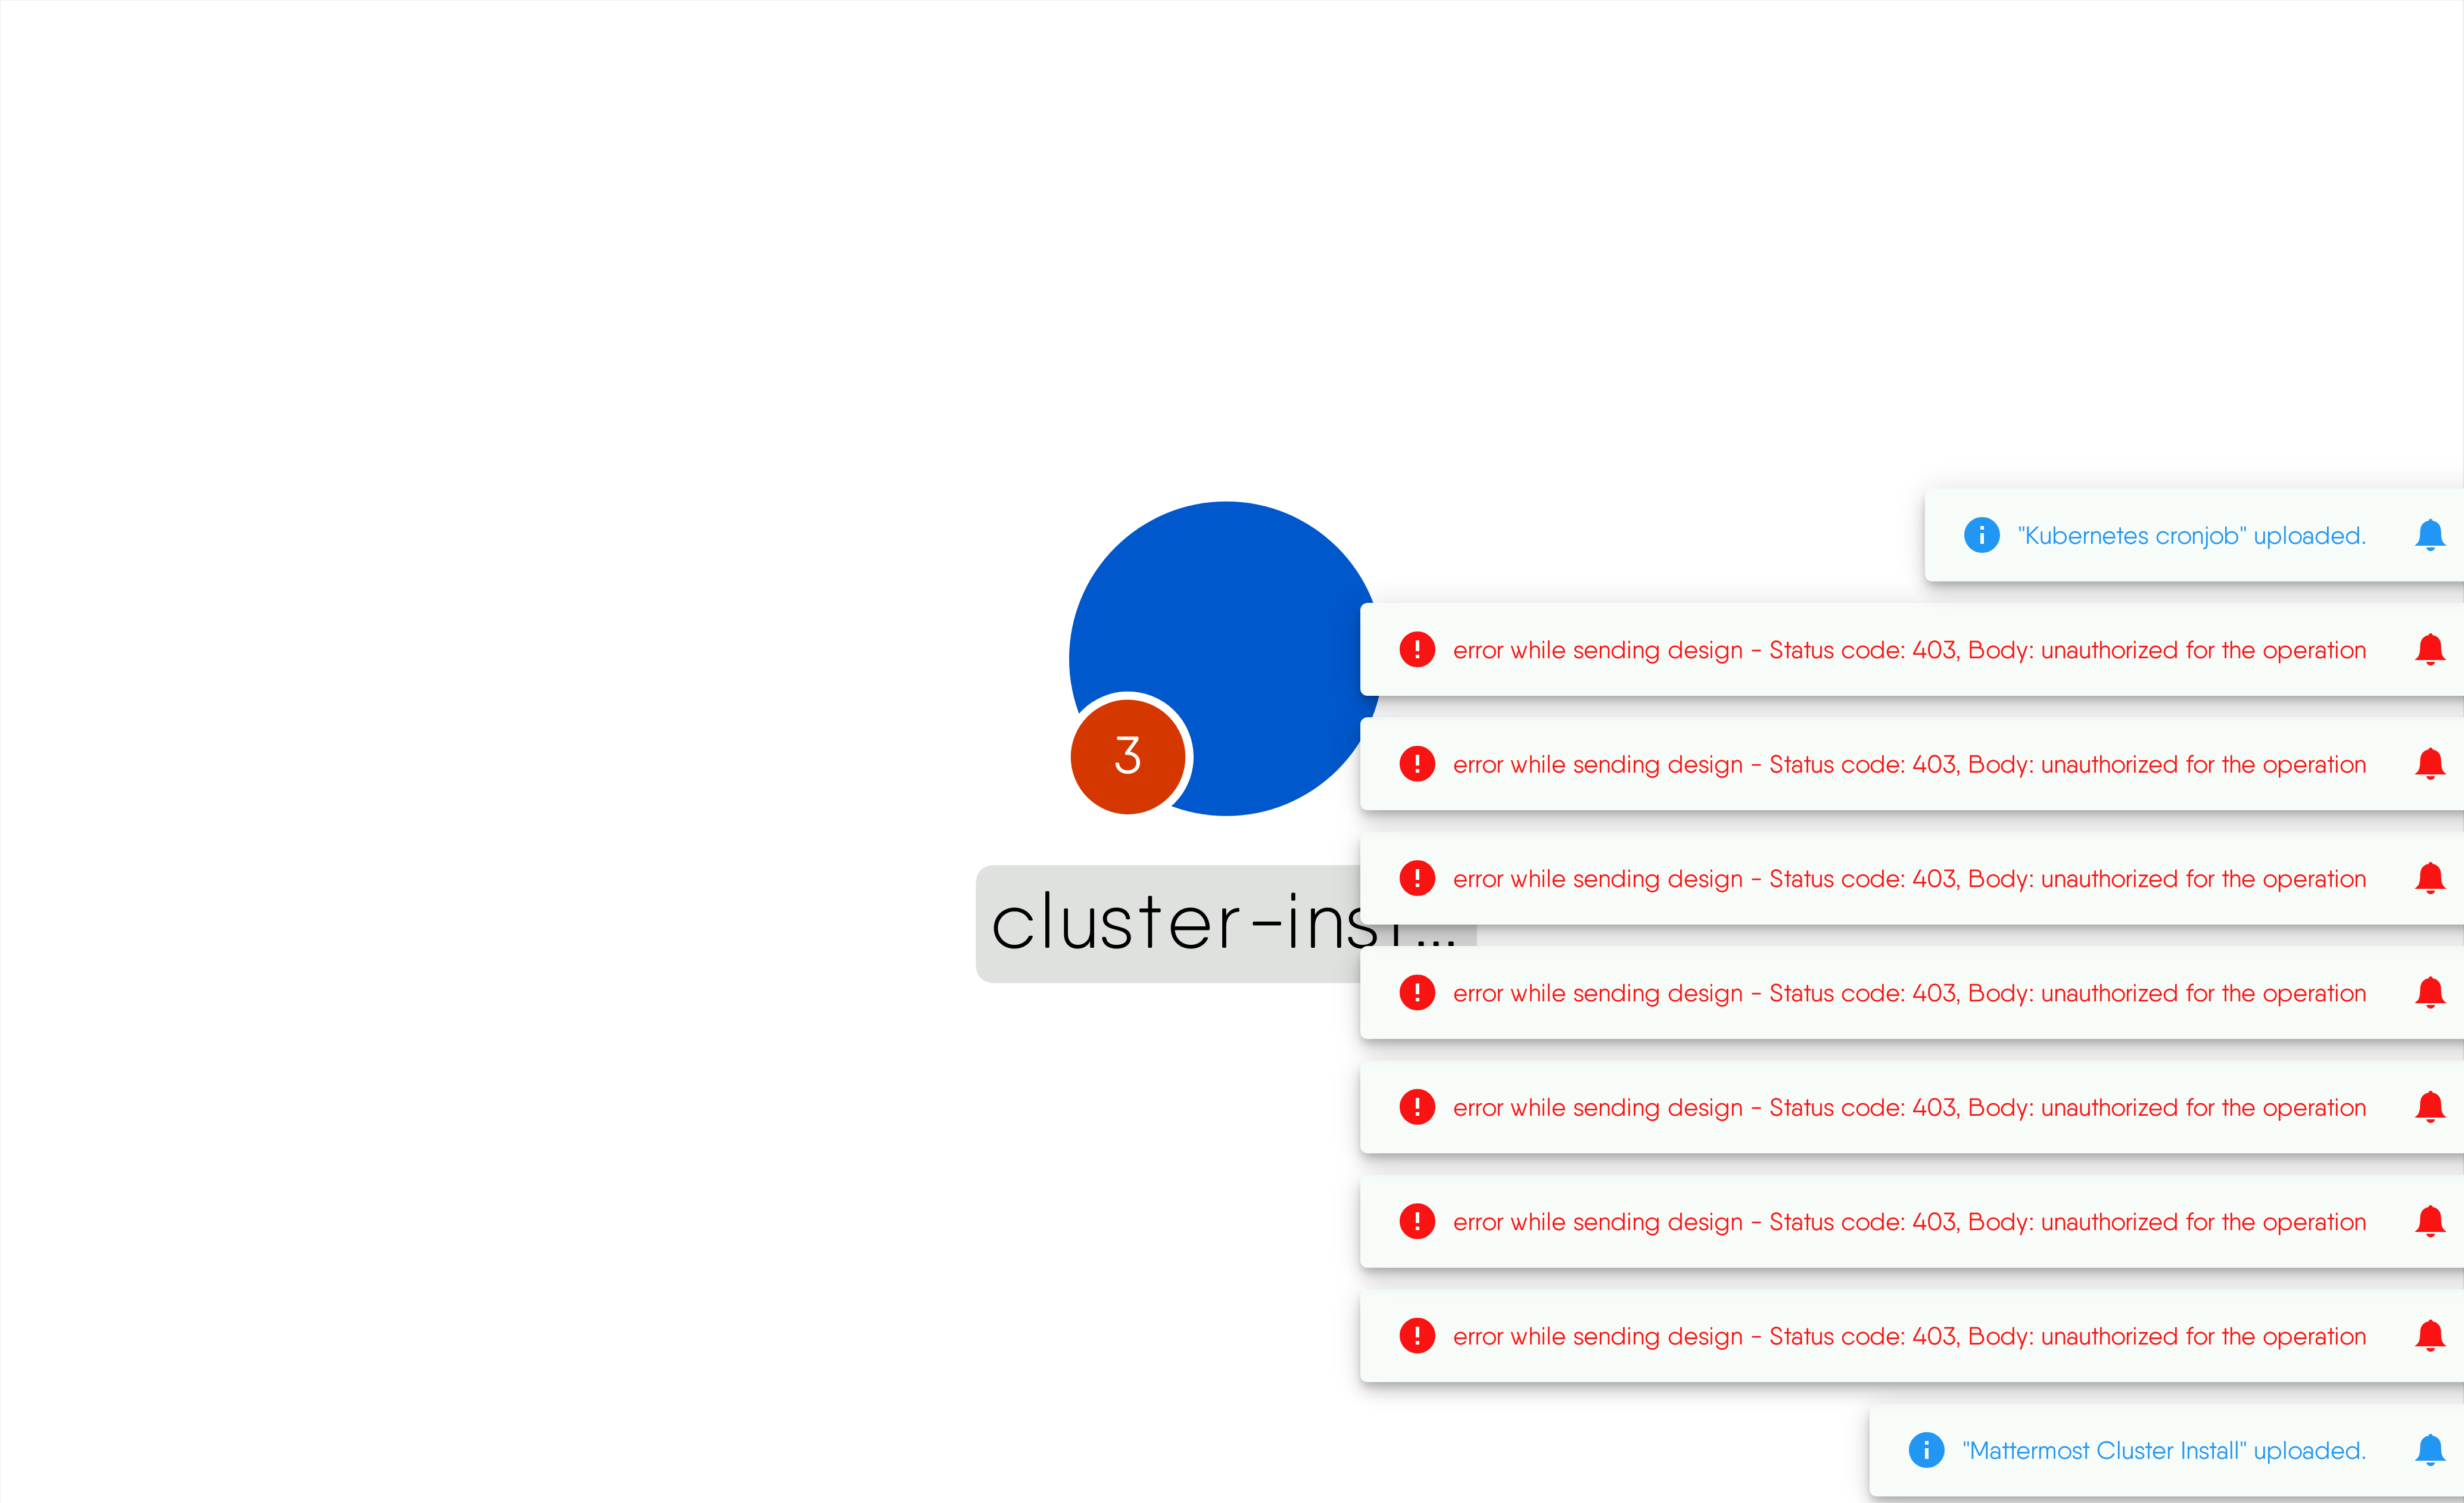 "Kubernetes cronjob" uploaded.
error while sending design - Status code: 403, Body: unauthorized for the operation
3
error while sending design - Status code: 403, Body: unauthorized for the operation
error while sending design - Status code: 403, Body: unauthorized for the operation
cluster-inst...
error while sending design - Status code: 403, Body: unauthorized for the operation
error while sending design - Status code: 403, Body: unauthorized for the operation
error while sending design - Status code: 403, Body: unauthorized for the operation
error while sending design - Status code: 403, Body: unauthorized for the operation
"Mattermost Cluster Install" uploaded.